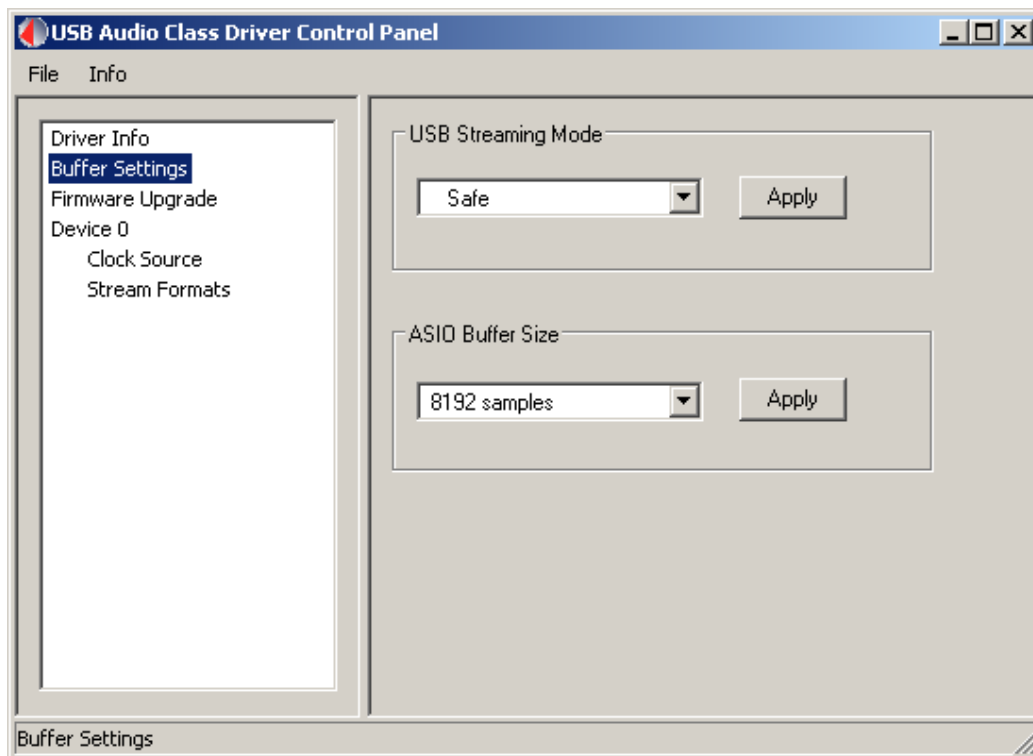 USB Audio Class Driver Control Panel
File Info
Driver Info
Buffer Settings
Firmware Upgrade
Device 0
Clock Source
Stream Formats
USB Streaming Mode
Safe
Apply
ASIO Buffer Size
8192 samples
Apply
Buffer Settings